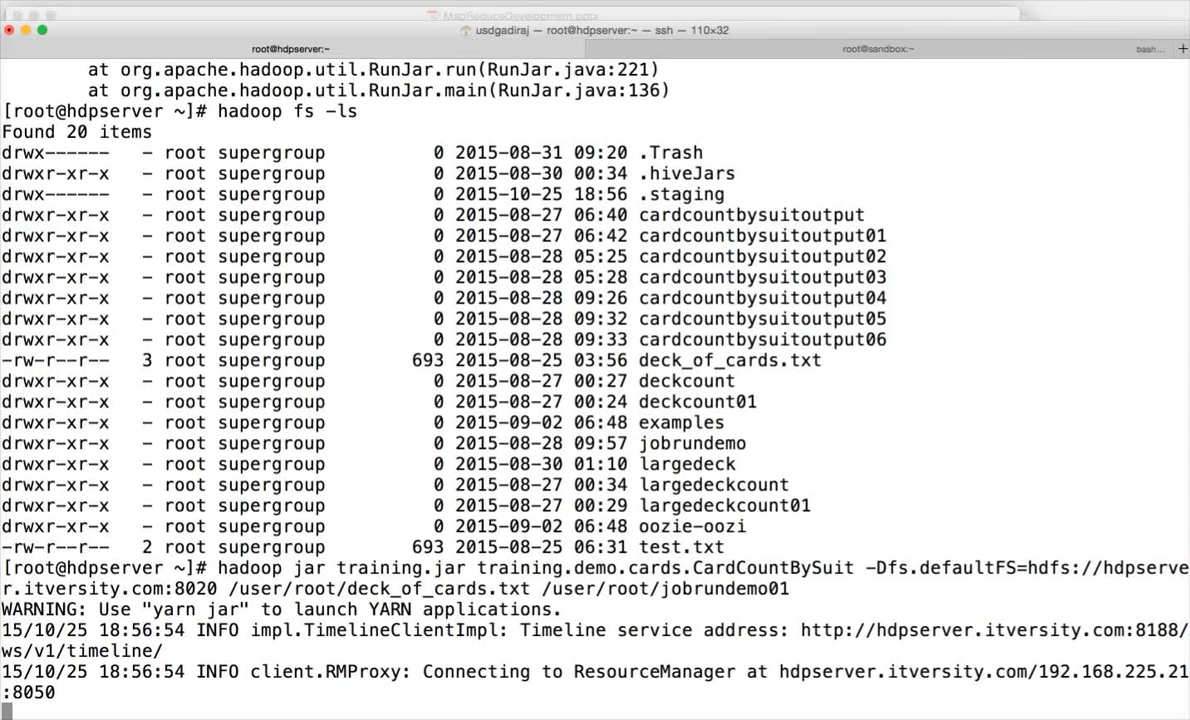 MapReduceDevelopment.pptx
usdgadiraj — root@hdpserver:~ — ssh — 110×32
root@hdpserver:~ root@sandbox:~ bash... +
at org.apache.hadoop.util.RunJar.run(RunJar.java:221)
at org.apache.hadoop.util.RunJar.main(RunJar.java:136)
[root@hdpserver ~]# hadoop fs -ls
Found 20 items
drwx------ - root supergroup 0 2015-08-31 09:20 .Trash
drwxr-xr-x - root supergroup 0 2015-08-30 00:34 .hiveJars
drwx------ - root supergroup 0 2015-10-25 18:56 .staging
drwxr-xr-x - root supergroup 0 2015-08-27 06:40 cardcountbysuitoutput
drwxr-xr-x - root supergroup 0 2015-08-27 06:42 cardcountbysuitoutput01
drwxr-xr-x - root supergroup 0 2015-08-28 05:25 cardcountbysuitoutput02
drwxr-xr-x - root supergroup 0 2015-08-28 05:28 cardcountbysuitoutput03
drwxr-xr-x - root supergroup 0 2015-08-28 09:26 cardcountbysuitoutput04
drwxr-xr-x - root supergroup 0 2015-08-28 09:32 cardcountbysuitoutput05
drwxr-xr-x - root supergroup 0 2015-08-28 09:33 cardcountbysuitoutput06
-rw-r--r-- 3 root supergroup 693 2015-08-25 03:56 deck_of_cards.txt
drwxr-xr-x - root supergroup 0 2015-08-27 00:27 deckcount
drwxr-xr-x - root supergroup 0 2015-08-27 00:24 deckcount01
drwxr-xr-x - root supergroup 0 2015-09-02 06:48 examples
drwxr-xr-x - root supergroup 0 2015-08-28 09:57 jobrundemo
drwxr-xr-x - root supergroup 0 2015-08-30 01:10 largedeck
drwxr-xr-x - root supergroup 0 2015-08-27 00:34 largedeckcount
drwxr-xr-x - root supergroup 0 2015-08-27 00:29 largedeckcount01
drwxr-xr-x - root supergroup 0 2015-09-02 06:48 oozie-oozi
-rw-r--r-- 2 root supergroup 693 2015-08-25 06:31 test.txt
[root@hdpserver ~]# hadoop jar training.jar training.demo.cards.CardCountBySuit -Dfs.defaultFS=hdfs://hdpserve
r.itversity.com:8020 /user/root/deck_of_cards.txt /user/root/jobrundemo01
WARNING: Use "yarn jar" to launch YARN applications.
15/10/25 18:56:54 INFO impl.TimelineClientImpl: Timeline service address: http://hdpserver.itversity.com:8188/
ws/v1/timeline/
15/10/25 18:56:54 INFO client.RMProxy: Connecting to ResourceManager at hdpserver.itversity.com/192.168.225.21
:8050